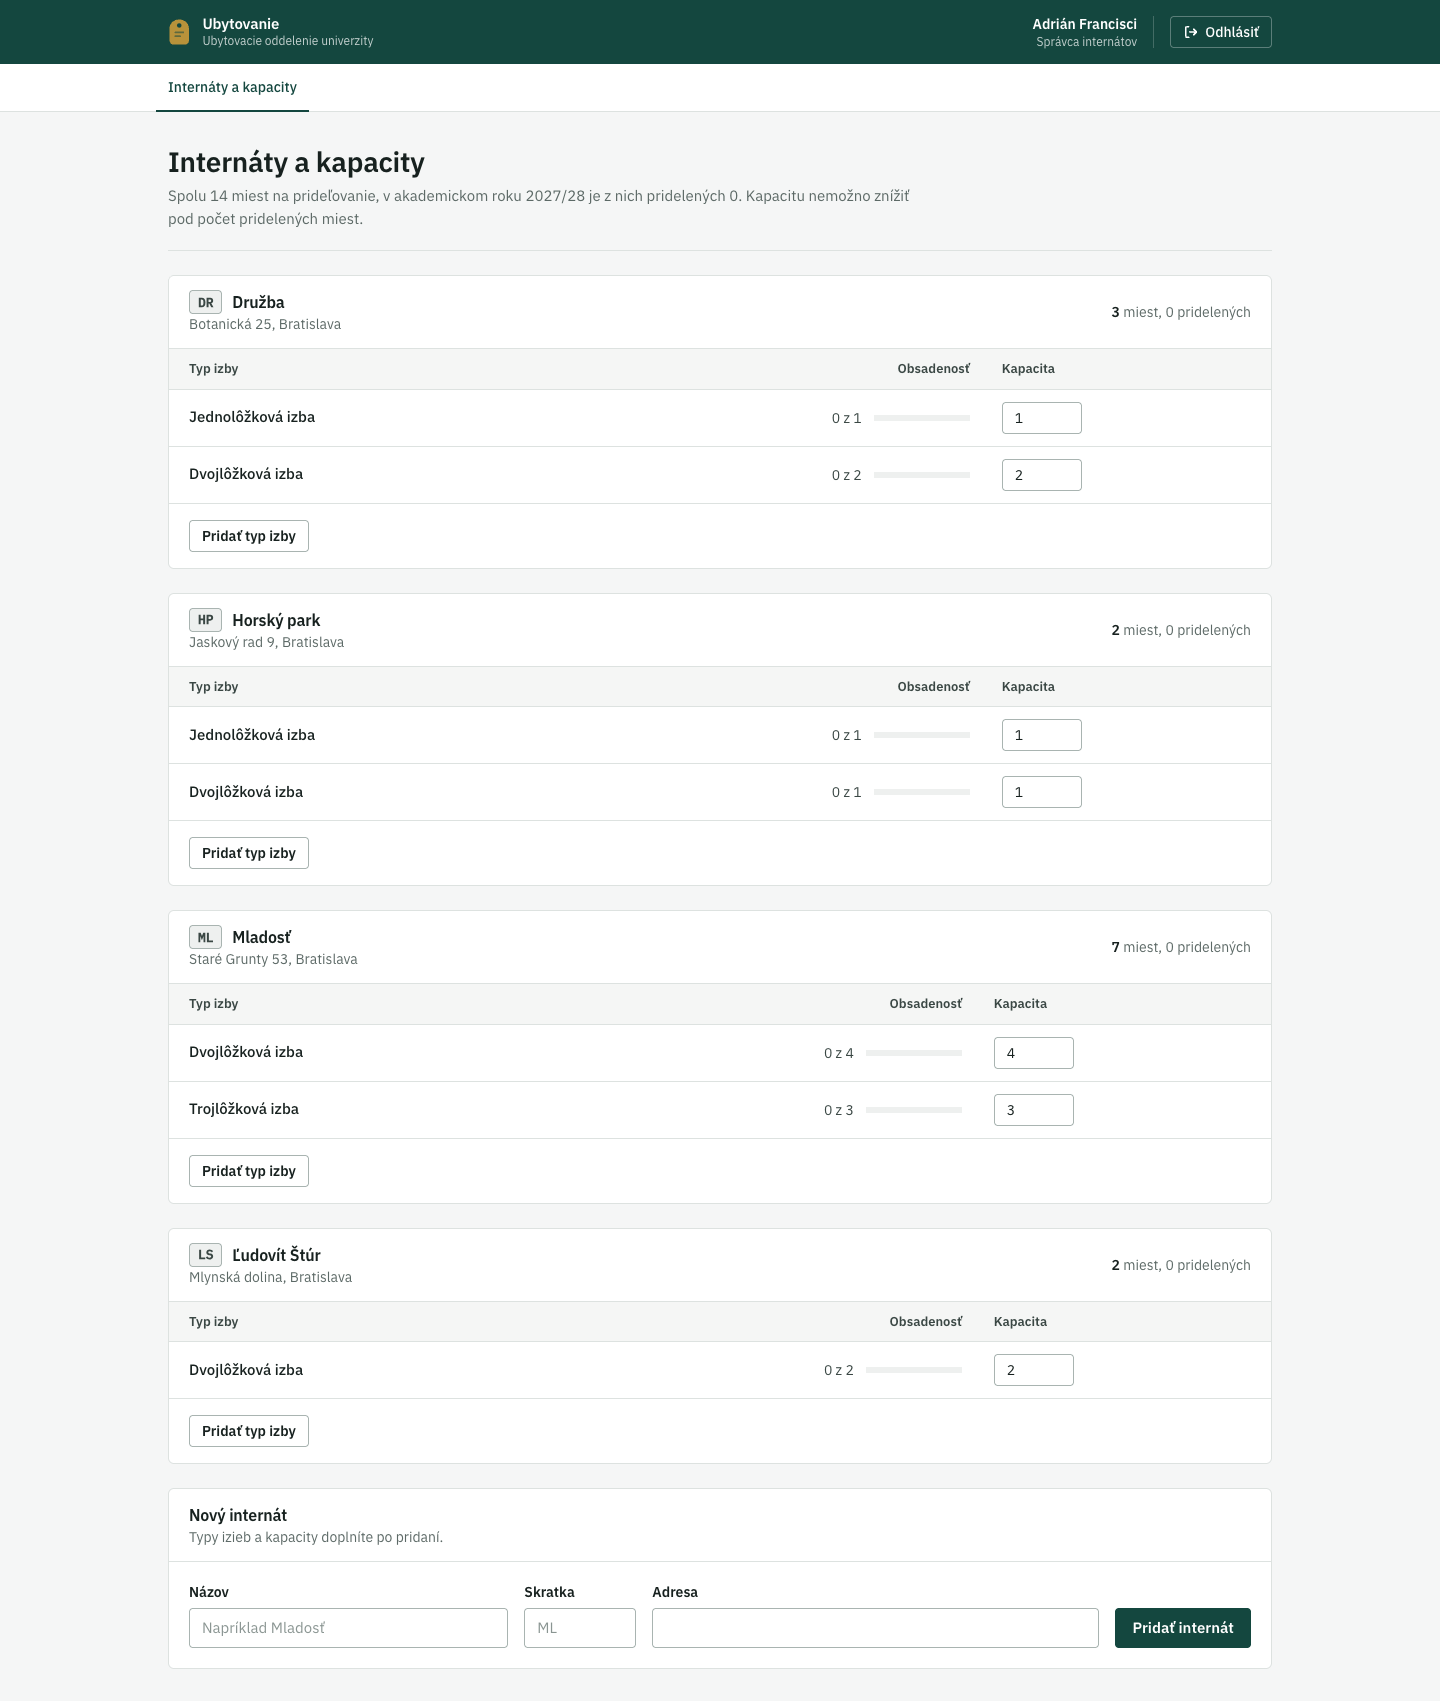 Ubytovanie
Ubytovacie oddelenie univerzity
Adrián Francisci
Správca internátov
Odhlásiť
Internáty a kapacity
Internáty a kapacity
Spolu 14 miest na prideľovanie, v akademickom roku 2027/28 je z nich pridelených 0. Kapacitu nemožno znížiť
pod počet pridelených miest.
DR Družba
Botanická 25, Bratislava
3 miest, 0 pridelených
Typ izby Obsadenosť Kapacita
Jednolôžková izba 0 z 1 1
Dvojlôžková izba 0 z 2 2
Pridať typ izby
HP Horský park
Jaskový rad 9, Bratislava
2 miest, 0 pridelených
Typ izby Obsadenosť Kapacita
Jednolôžková izba 0 z 1 1
Dvojlôžková izba 0 z 1 1
Pridať typ izby
ML Mladosť
Staré Grunty 53, Bratislava
7 miest, 0 pridelených
Typ izby Obsadenosť Kapacita
Dvojlôžková izba 0 z 4 4
Trojlôžková izba 0 z 3 3
Pridať typ izby
LS Ľudovít Štúr
Mlynská dolina, Bratislava
2 miest, 0 pridelených
Typ izby Obsadenosť Kapacita
Dvojlôžková izba 0 z 2 2
Pridať typ izby
Nový internát
Typy izieb a kapacity doplníte po pridaní.
Názov Skratka Adresa
Napríklad Mladosť ML Pridať internát